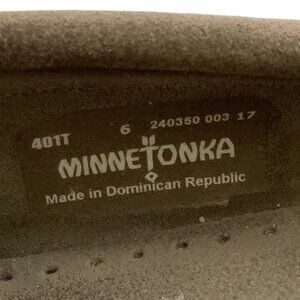 401T 6 240350 003 17
MINNETONKA
Made in Dominican Republic